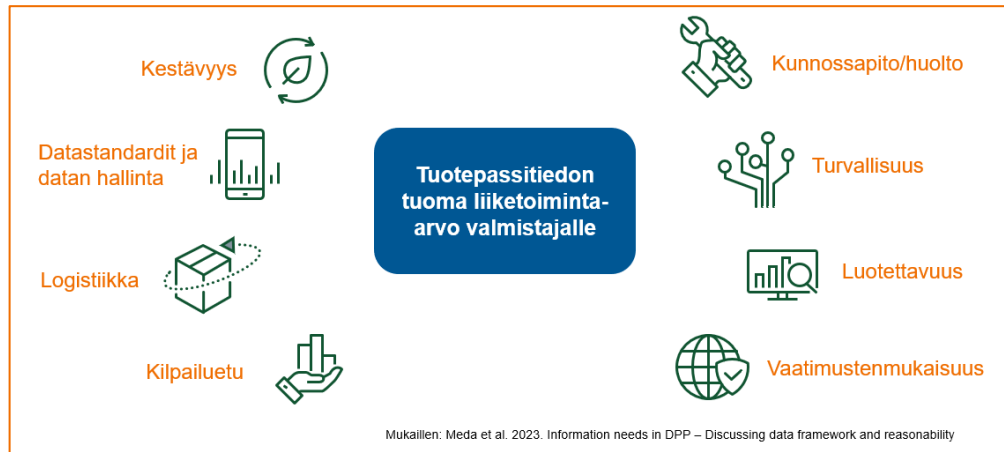 Kestävyys
Datastandardit ja
datan hallinta
Logistiikka
Kilpailuetu
Tuotepassitiedon
tuoma liiketoiminta-
arvo valmistajalle
Kunnossapito/huolto
Turvallisuus
Luotettavuus
Vaatimustenmukaisuus
Mukaillen: Meda et al. 2023. Information needs in DPP – Discussing data framework and reasonability